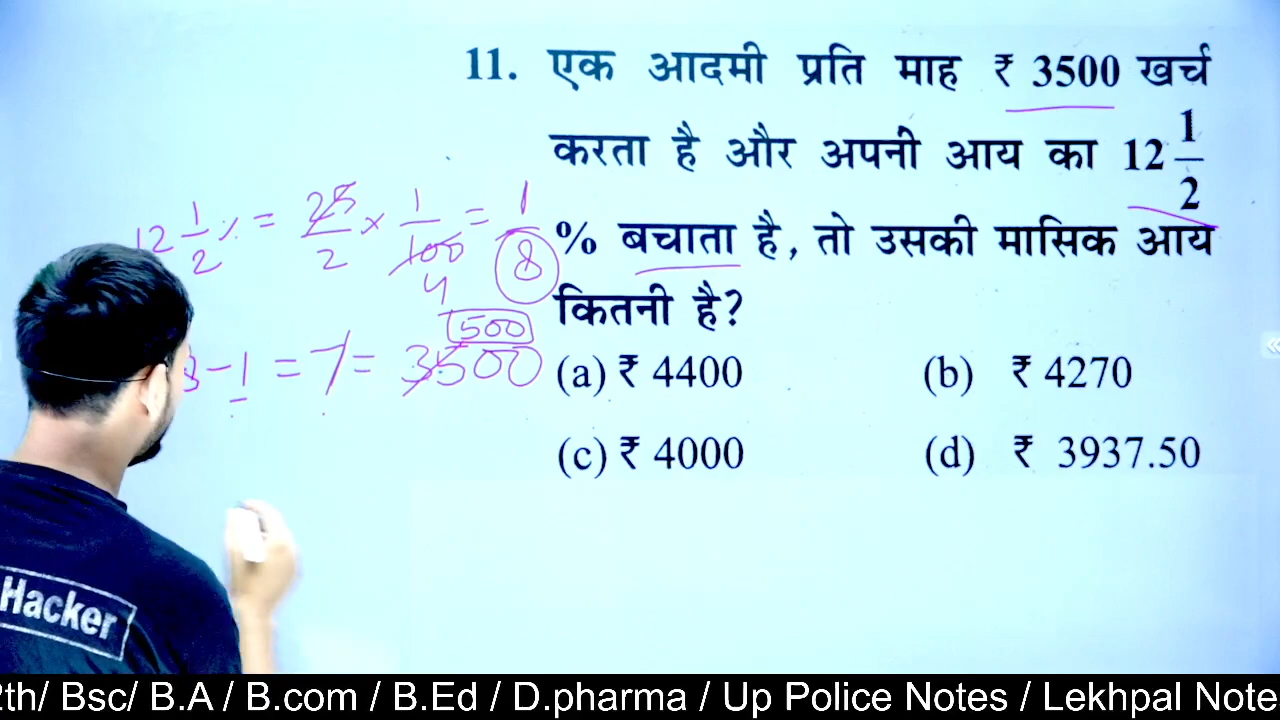 11. एक आदमी प्रति माह ₹ 3500 खर्च
करता है और अपनी आय का 12 1/2
% बचाता है, तो उसकी मासिक आय
कितनी है?
(a) ₹ 4400 (b) ₹ 4270
(c) ₹ 4000 (d) ₹ 3937.50
12 1/2 % = 25/2 × 1/100 = 1/8
4
500
8 - 1 = 7 = 3500
Hacker
2th/ Bsc/ B.A / B.com / B.Ed / D.pharma / Up Police Notes / Lekhpal Note